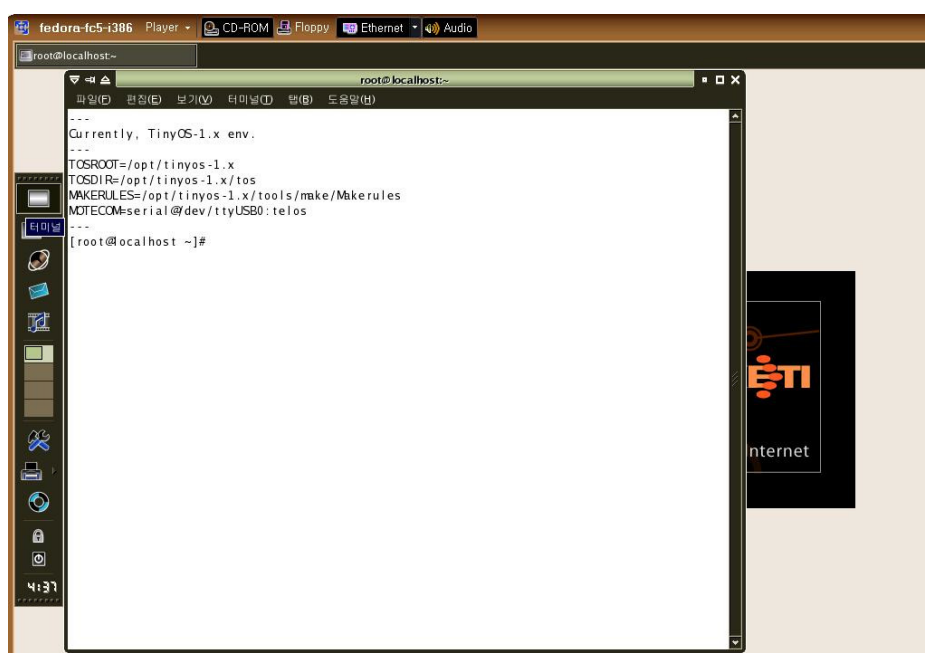 fedora-fc5-i386 Player CD-ROM Floppy Ethernet Audio
root@localhost:~
root@localhost:~
파일(F) 편집(E) 보기(V) 터미널(T) 탭(B) 도움말(H)
---
Currently, TinyOS-1.x env.
---
TOSROOT=/opt/tinyos-1.x
TOSDIR=/opt/tinyos-1.x/tos
MAKERULES=/opt/tinyos-1.x/tools/make/Makerules
MOTECOM=serial@/dev/ttyUSB0:telos
---
[root@localhost ~]#
터미널
ETI
nternet
4:37